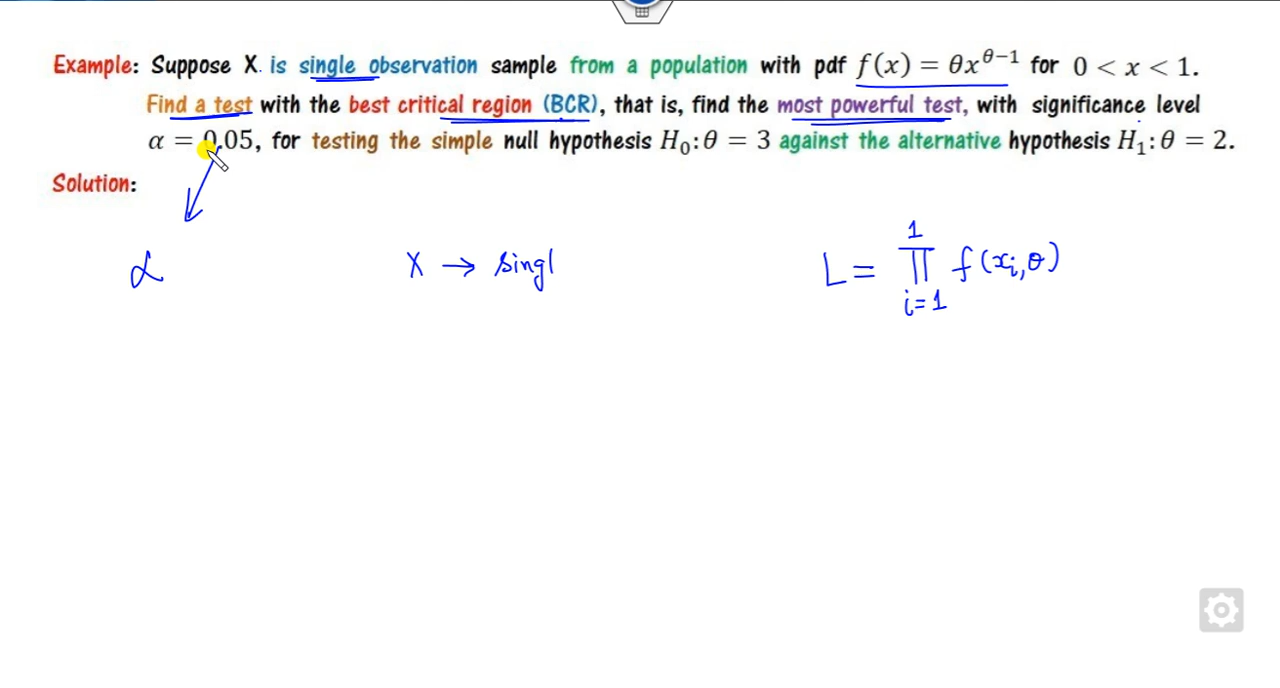 Example: Suppose X is single observation sample from a population with pdf f(x) = θx^{θ−1} for 0 < x < 1.
Find a test with the best critical region (BCR), that is, find the most powerful test, with significance level
α = 0.05, for testing the simple null hypothesis H₀: θ = 3 against the alternative hypothesis H₁: θ = 2.
Solution:
α X → Singl L = ∏_{i=1}^{1} f(x_i, θ)